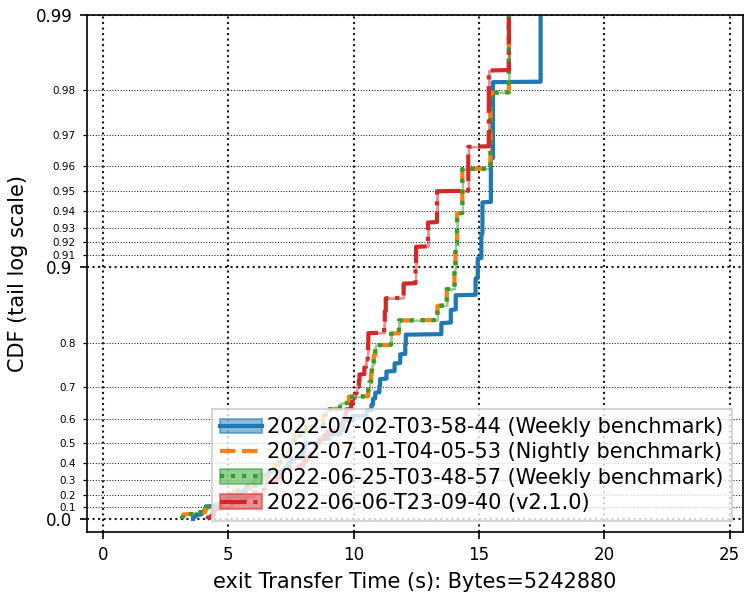 0.99
0.98
0.97
0.96
0.95
0.94
0.93
0.92
0.91
0.9
0.8
0.7
0.6
0.5
0.4
0.3
0.2
0.1
0.0
CDF (tail log scale)
2022-07-02-T03-58-44 (Weekly benchmark)
2022-07-01-T04-05-53 (Nightly benchmark)
2022-06-25-T03-48-57 (Weekly benchmark)
2022-06-06-T23-09-40 (v2.1.0)
0 5 10 15 20 25
exit Transfer Time (s): Bytes=5242880